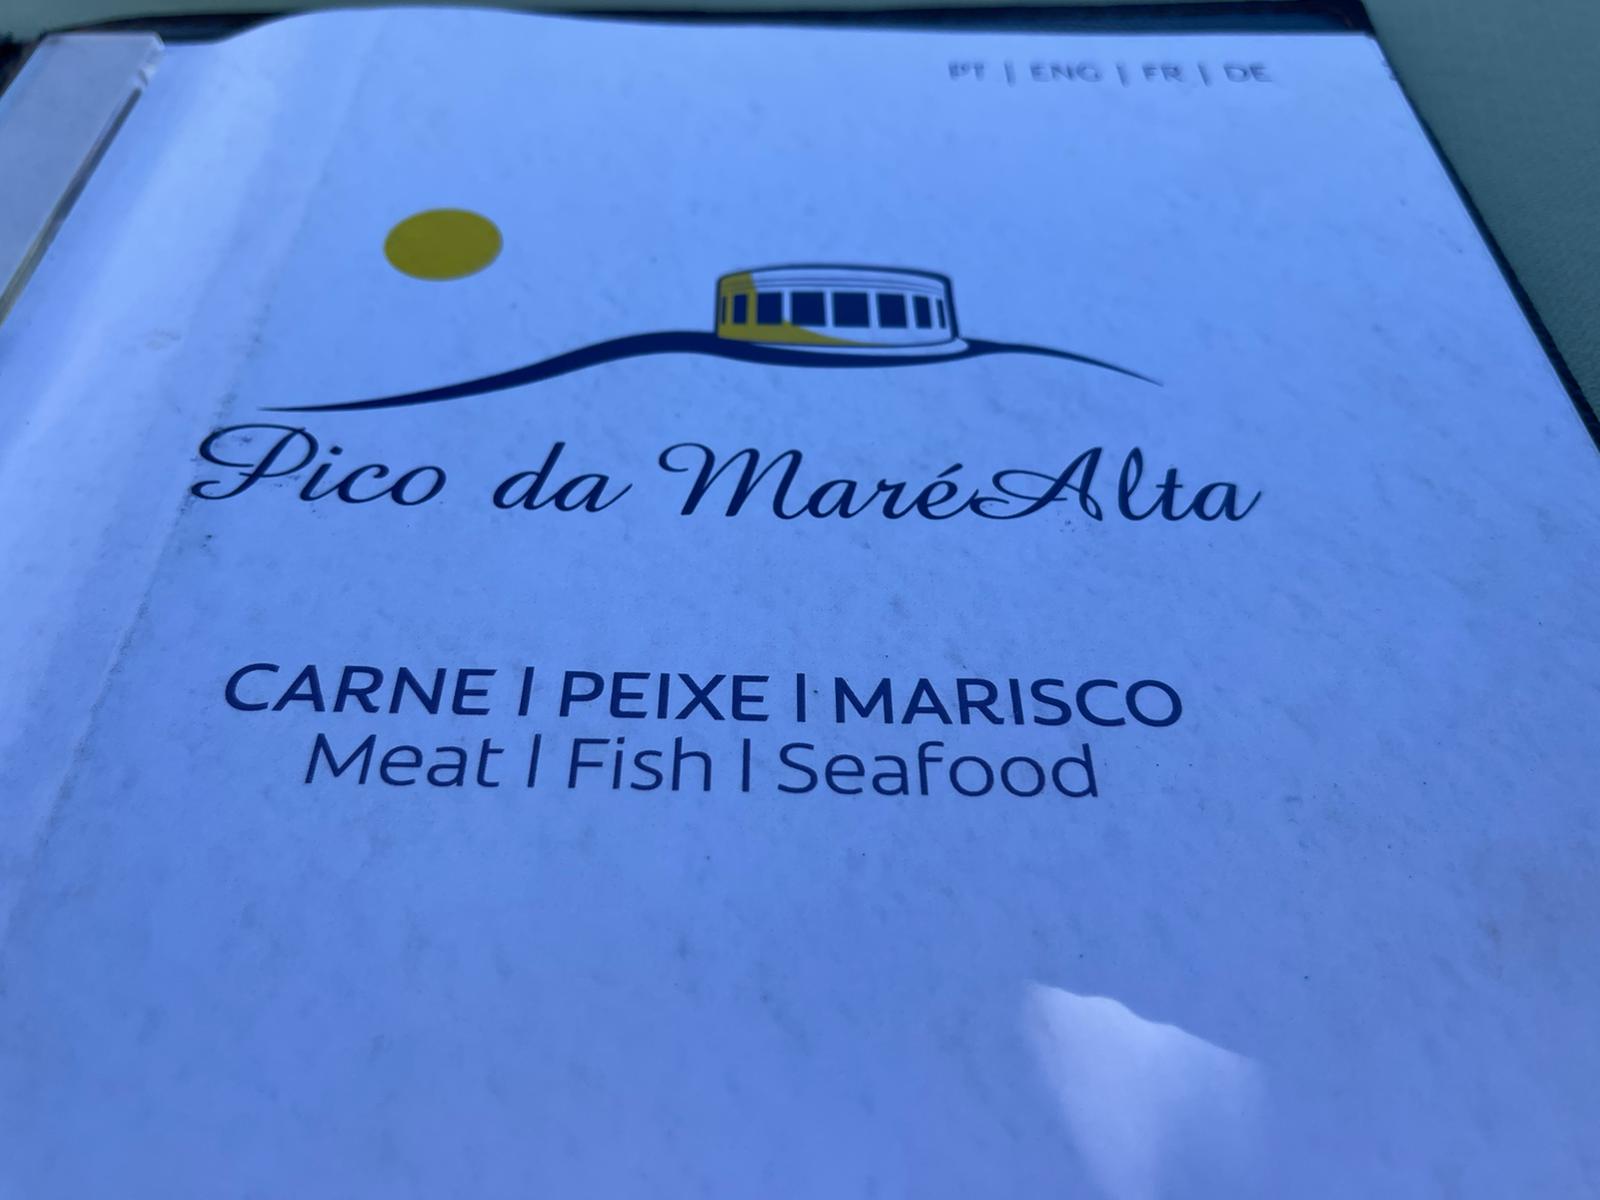 PT | ENG | FR | DE
Pico da MaréAlta
CARNE | PEIXE | MARISCO
Meat | Fish | Seafood